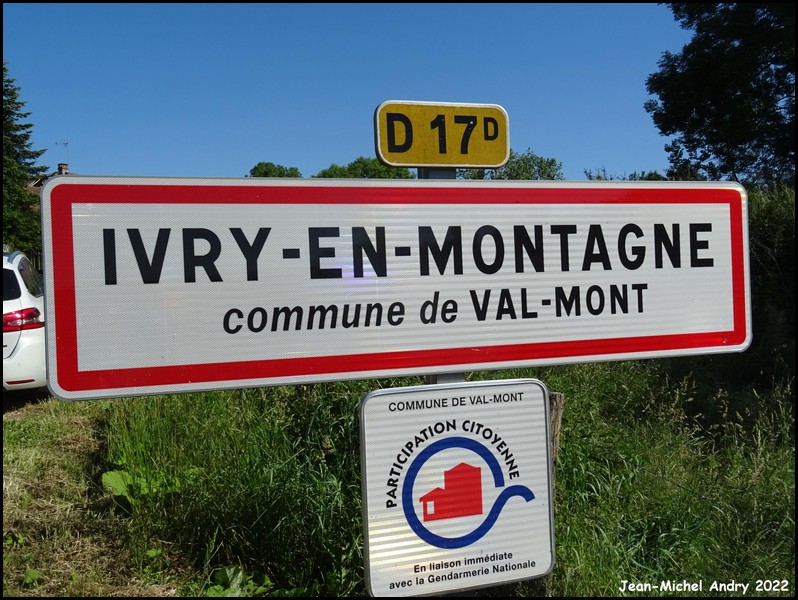 D 17D
IVRY-EN-MONTAGNE
commune de VAL-MONT
COMMUNE DE VAL-MONT
PARTICIPATION CITOYENNE
En liaison immédiate
avec la Gendarmerie Nationale
Jean-Michel Andry 2022